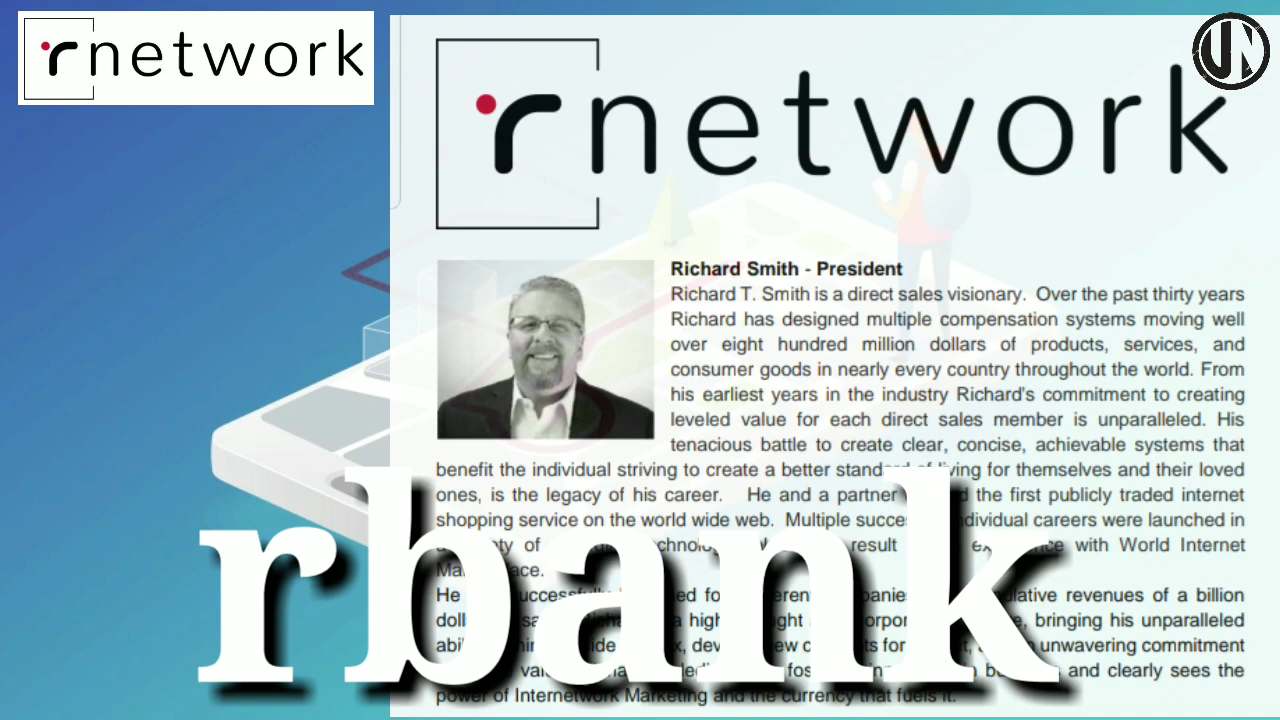 rnetwork
rnetwork
UN
Richard Smith - President
Richard T. Smith is a direct sales visionary. Over the past thirty years
Richard has designed multiple compensation systems moving well
over eight hundred million dollars of products, services, and
consumer goods in nearly every country throughout the world. From
his earliest years in the industry Richard's commitment to creating
leveled value for each direct sales member is unparalleled. His
tenacious battle to create clear, concise, achievable systems that
benefit the individual striving to create a better standard of living for themselves and their loved
ones, is the legacy of his career. He and a partner the first publicly traded internet
shopping service on the world wide web. Multiple individual careers were launched in
of result with World Internet
He of a billion
a bringing his unparalleled
unwavering commitment
and clearly sees the
power of Internetwork Marketing and the currency that fuels it.
rbank